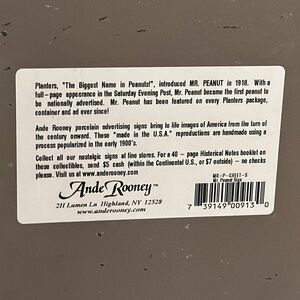 Planters, "The Biggest Name in Peanuts!", introduced MR. PEANUT in 1916. With a
full-page appearance in the Saturday Evening Post, Mr. Peanut became the first peanut to
be nationally advertised. Mr. Peanut has been featured on every Planters package,
container and ad ever since!
Ande Rooney porcelain advertising signs bring to life images of America from the turn of
the century onward. These "made in the U.S.A." reproductions are handmade using a
process popularized in the early 1900's.
Collect all our nostalgic signs at fine stores. For a 40 - page Historical Notes booklet on
these collectibles, send $5 cash (within the Continental U.S., or $7 outside) - no checks
please. Visit us at www.anderooney.com
MR-P-GREET-S
Mr. Peanut Sign
Ande Rooney™
2H Lumen Ln Highland, NY 12528
www.anderooney.com
7 39149 00913 0